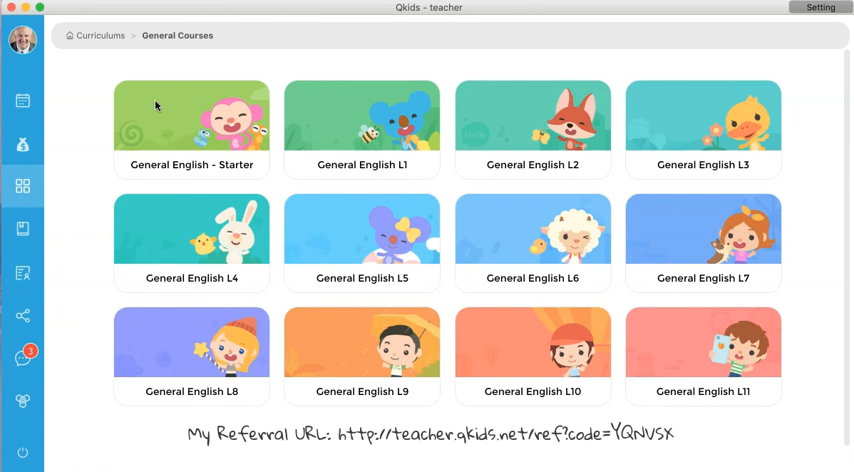 Qkids - teacher
Setting
Curriculums > General Courses
General English - Starter
General English L1
General English L2
General English L3
General English L4
General English L5
General English L6
General English L7
General English L8
General English L9
General English L10
General English L11
3
My Referral URL: http://teacher.qkids.net/ref?code=YQNVSX